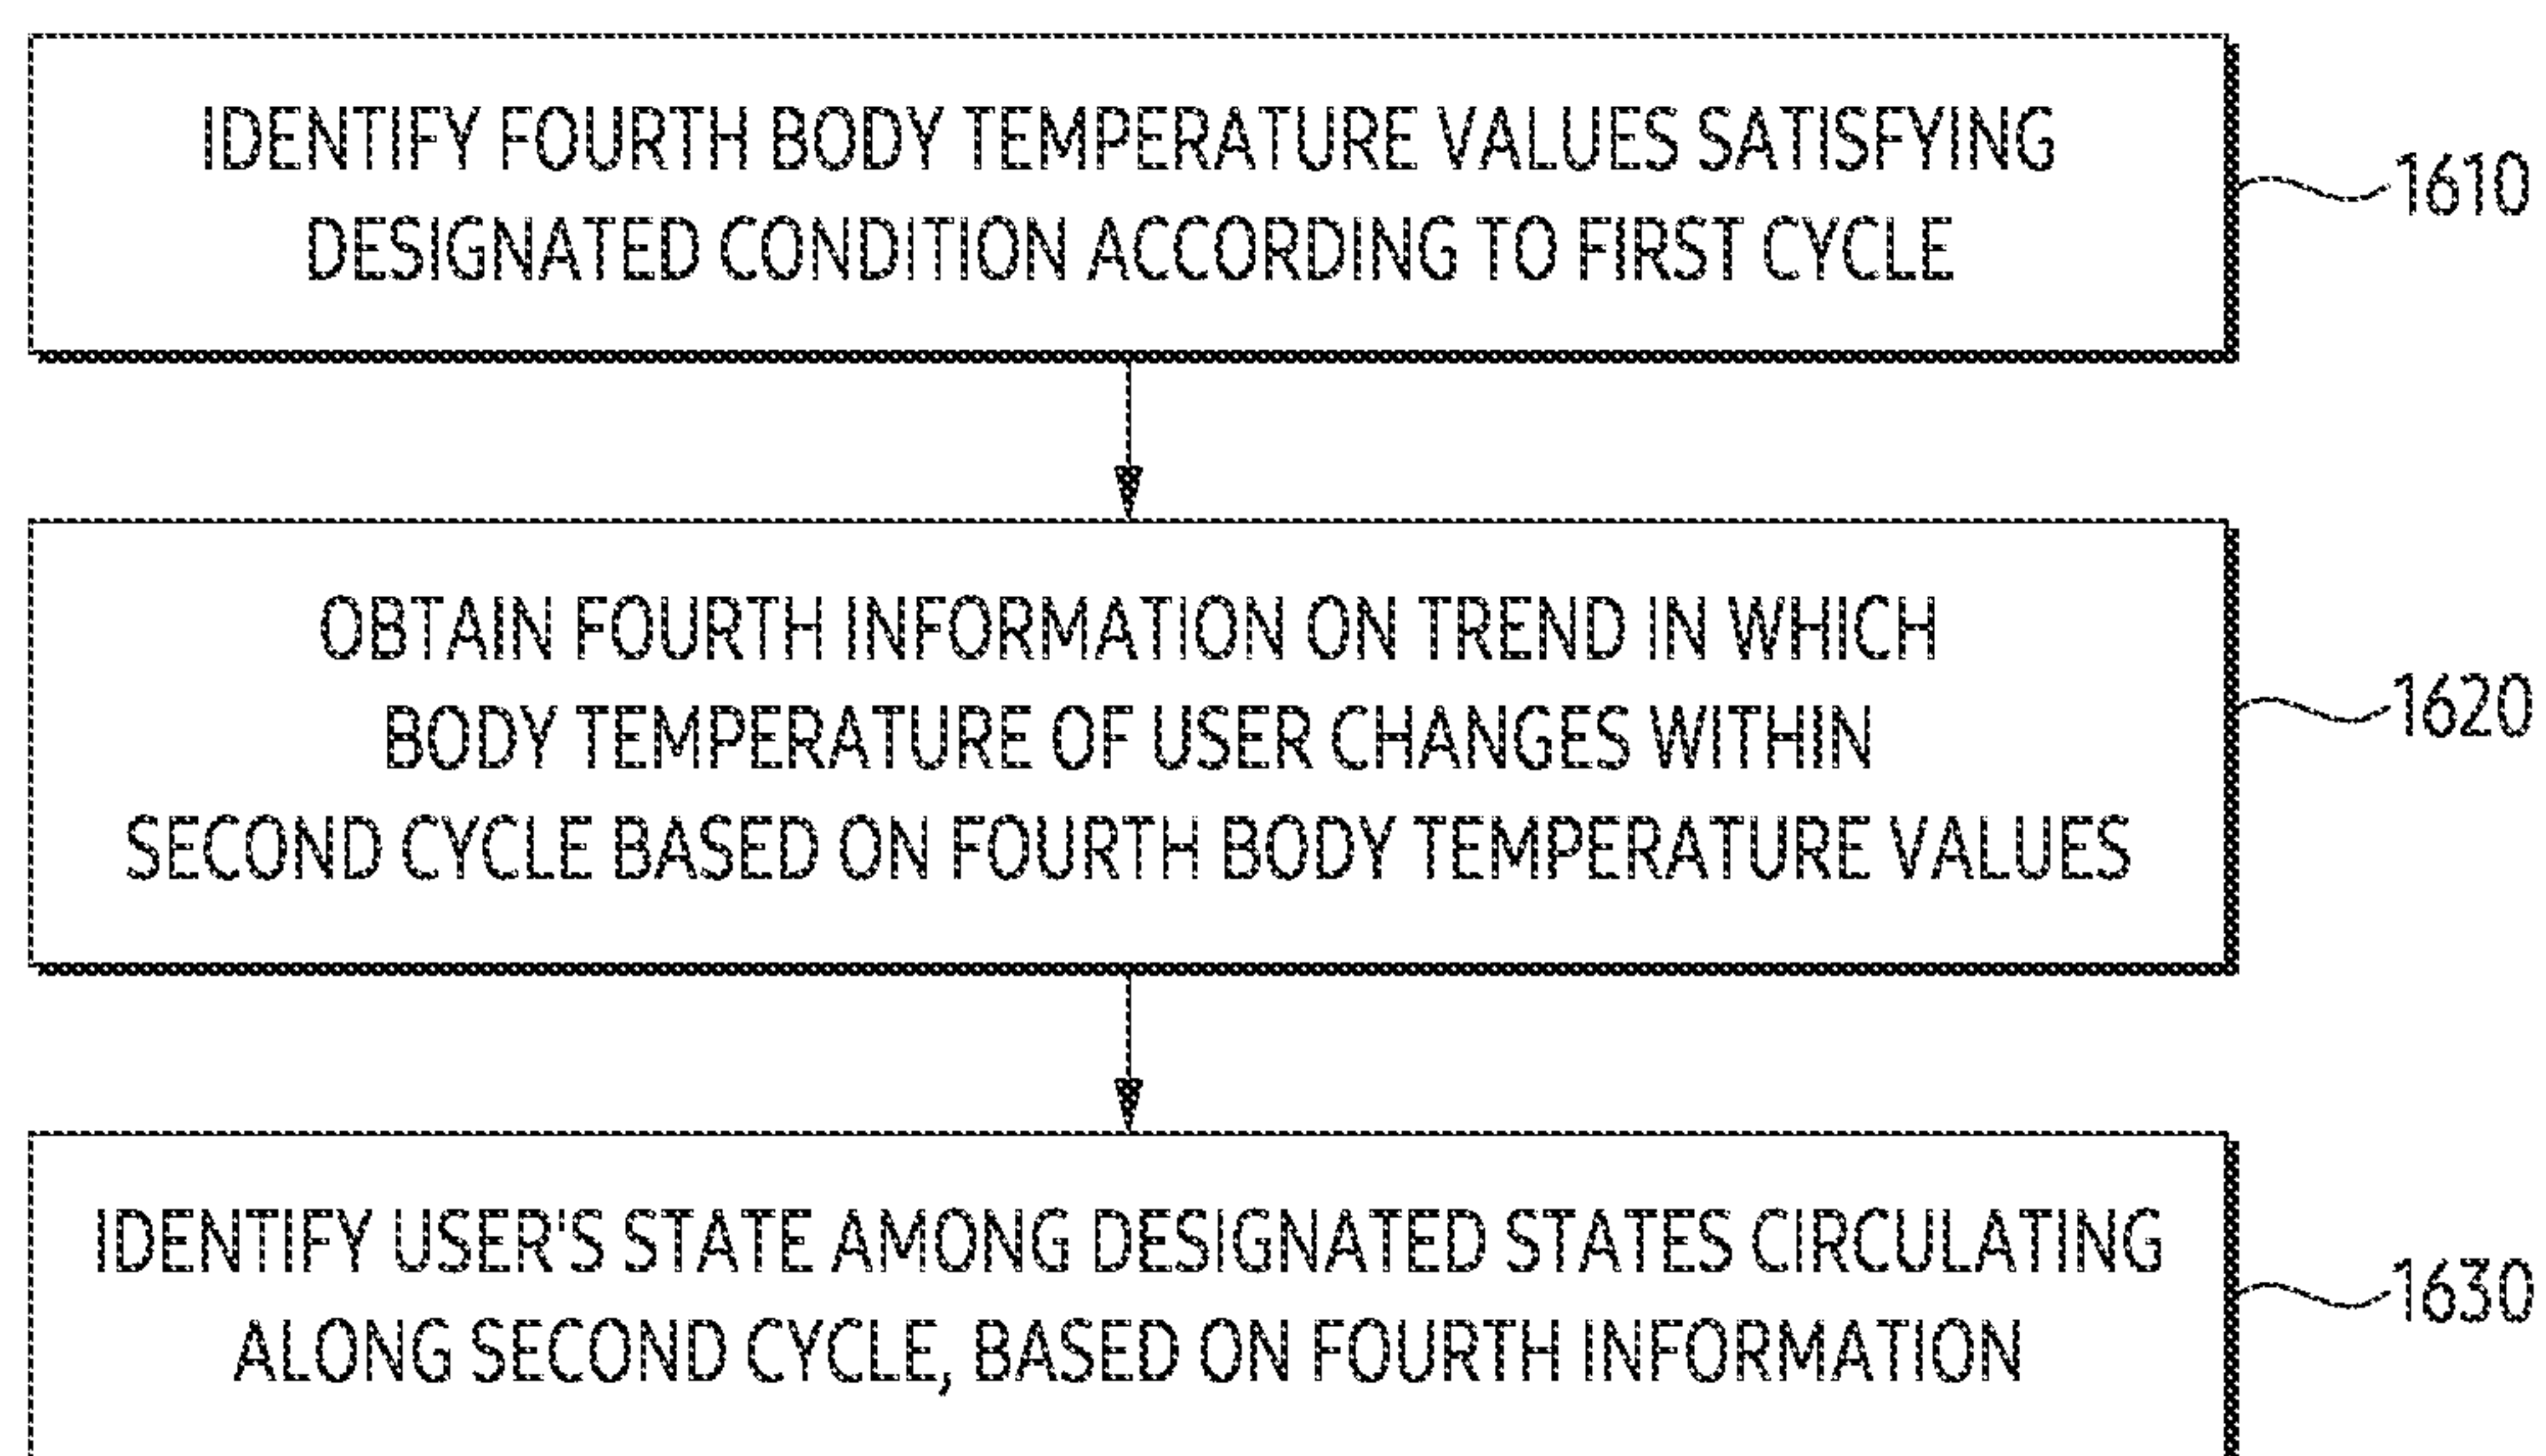 IDENTIFY FOURTH BODY TEMPERATURE VALUES SATISFYING
DESIGNATED CONDITION ACCORDING TO FIRST CYCLE
1610
OBTAIN FOURTH INFORMATION ON TREND IN WHICH
BODY TEMPERATURE OF USER CHANGES WITHIN
SECOND CYCLE BASED ON FOURTH BODY TEMPERATURE VALUES
1620
IDENTIFY USER'S STATE AMONG DESIGNATED STATES CIRCULATING
ALONG SECOND CYCLE, BASED ON FOURTH INFORMATION
1630